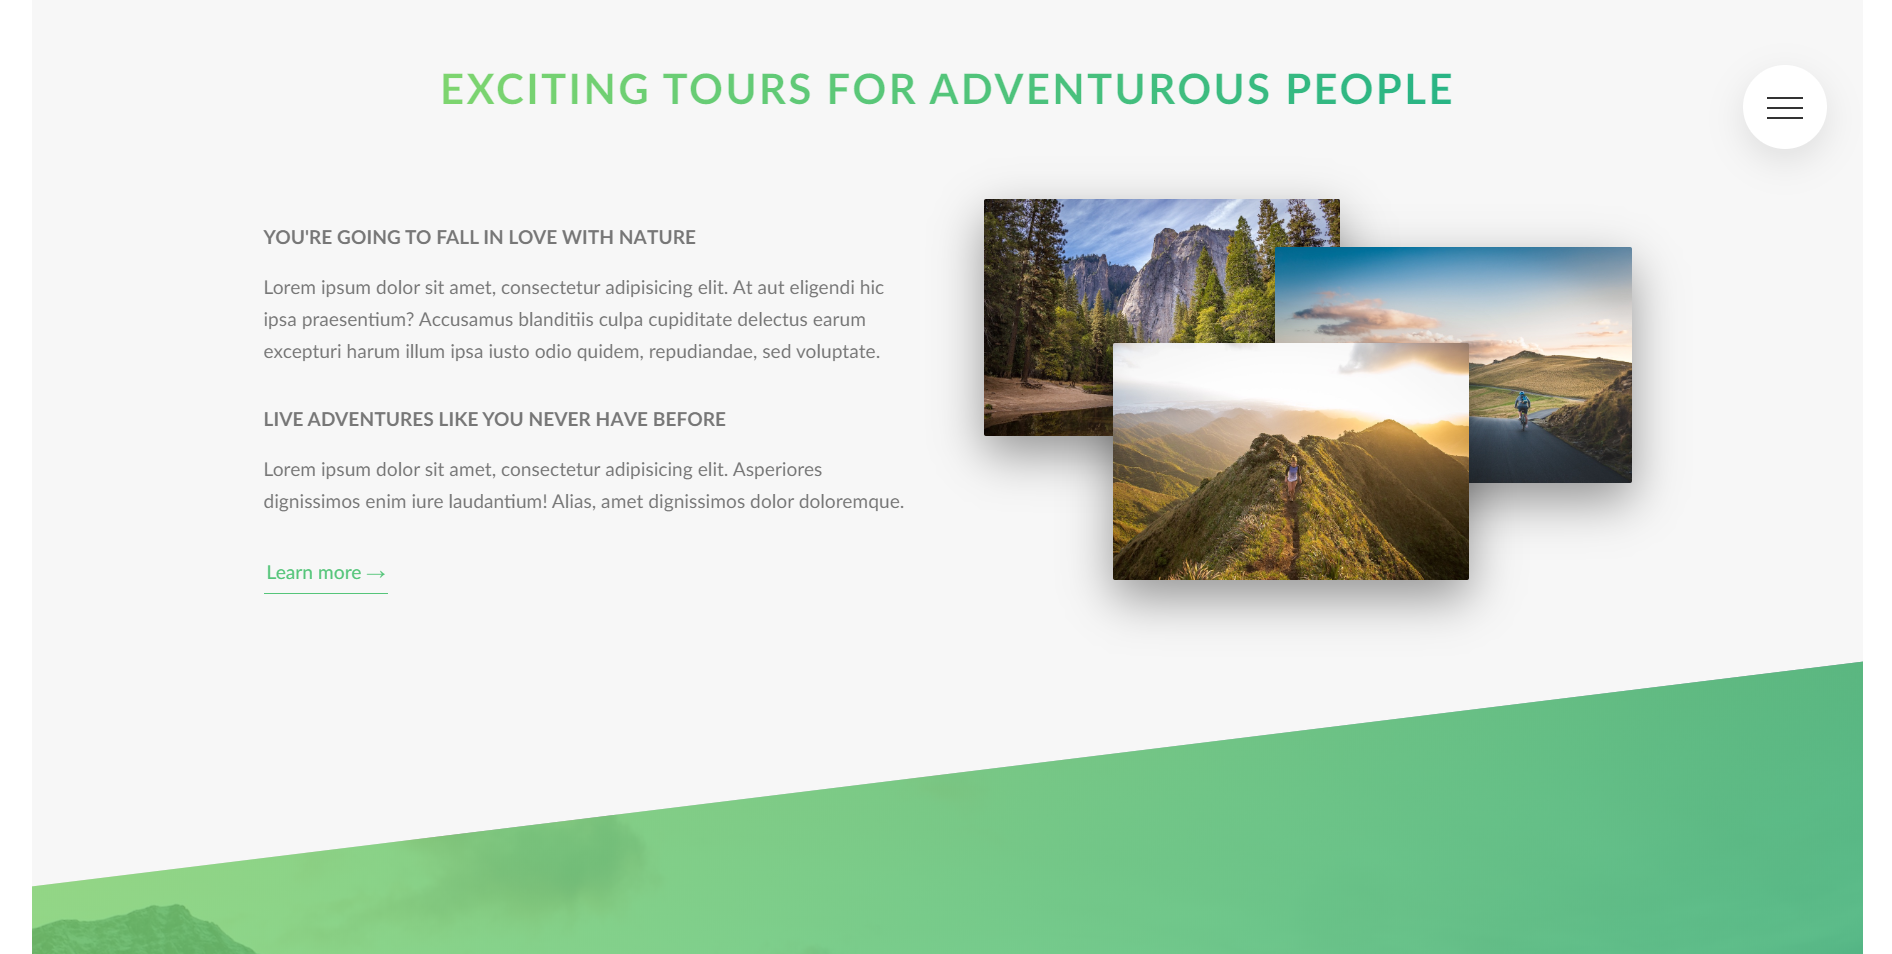 EXCITING TOURS FOR ADVENTUROUS PEOPLE
YOU'RE GOING TO FALL IN LOVE WITH NATURE
Lorem ipsum dolor sit amet, consectetur adipisicing elit. At aut eligendi hic
ipsa praesentium? Accusamus blanditiis culpa cupiditate delectus earum
excepturi harum illum ipsa iusto odio quidem, repudiandae, sed voluptate.
LIVE ADVENTURES LIKE YOU NEVER HAVE BEFORE
Lorem ipsum dolor sit amet, consectetur adipisicing elit. Asperiores
dignissimos enim iure laudantium! Alias, amet dignissimos dolor doloremque.
Learn more →